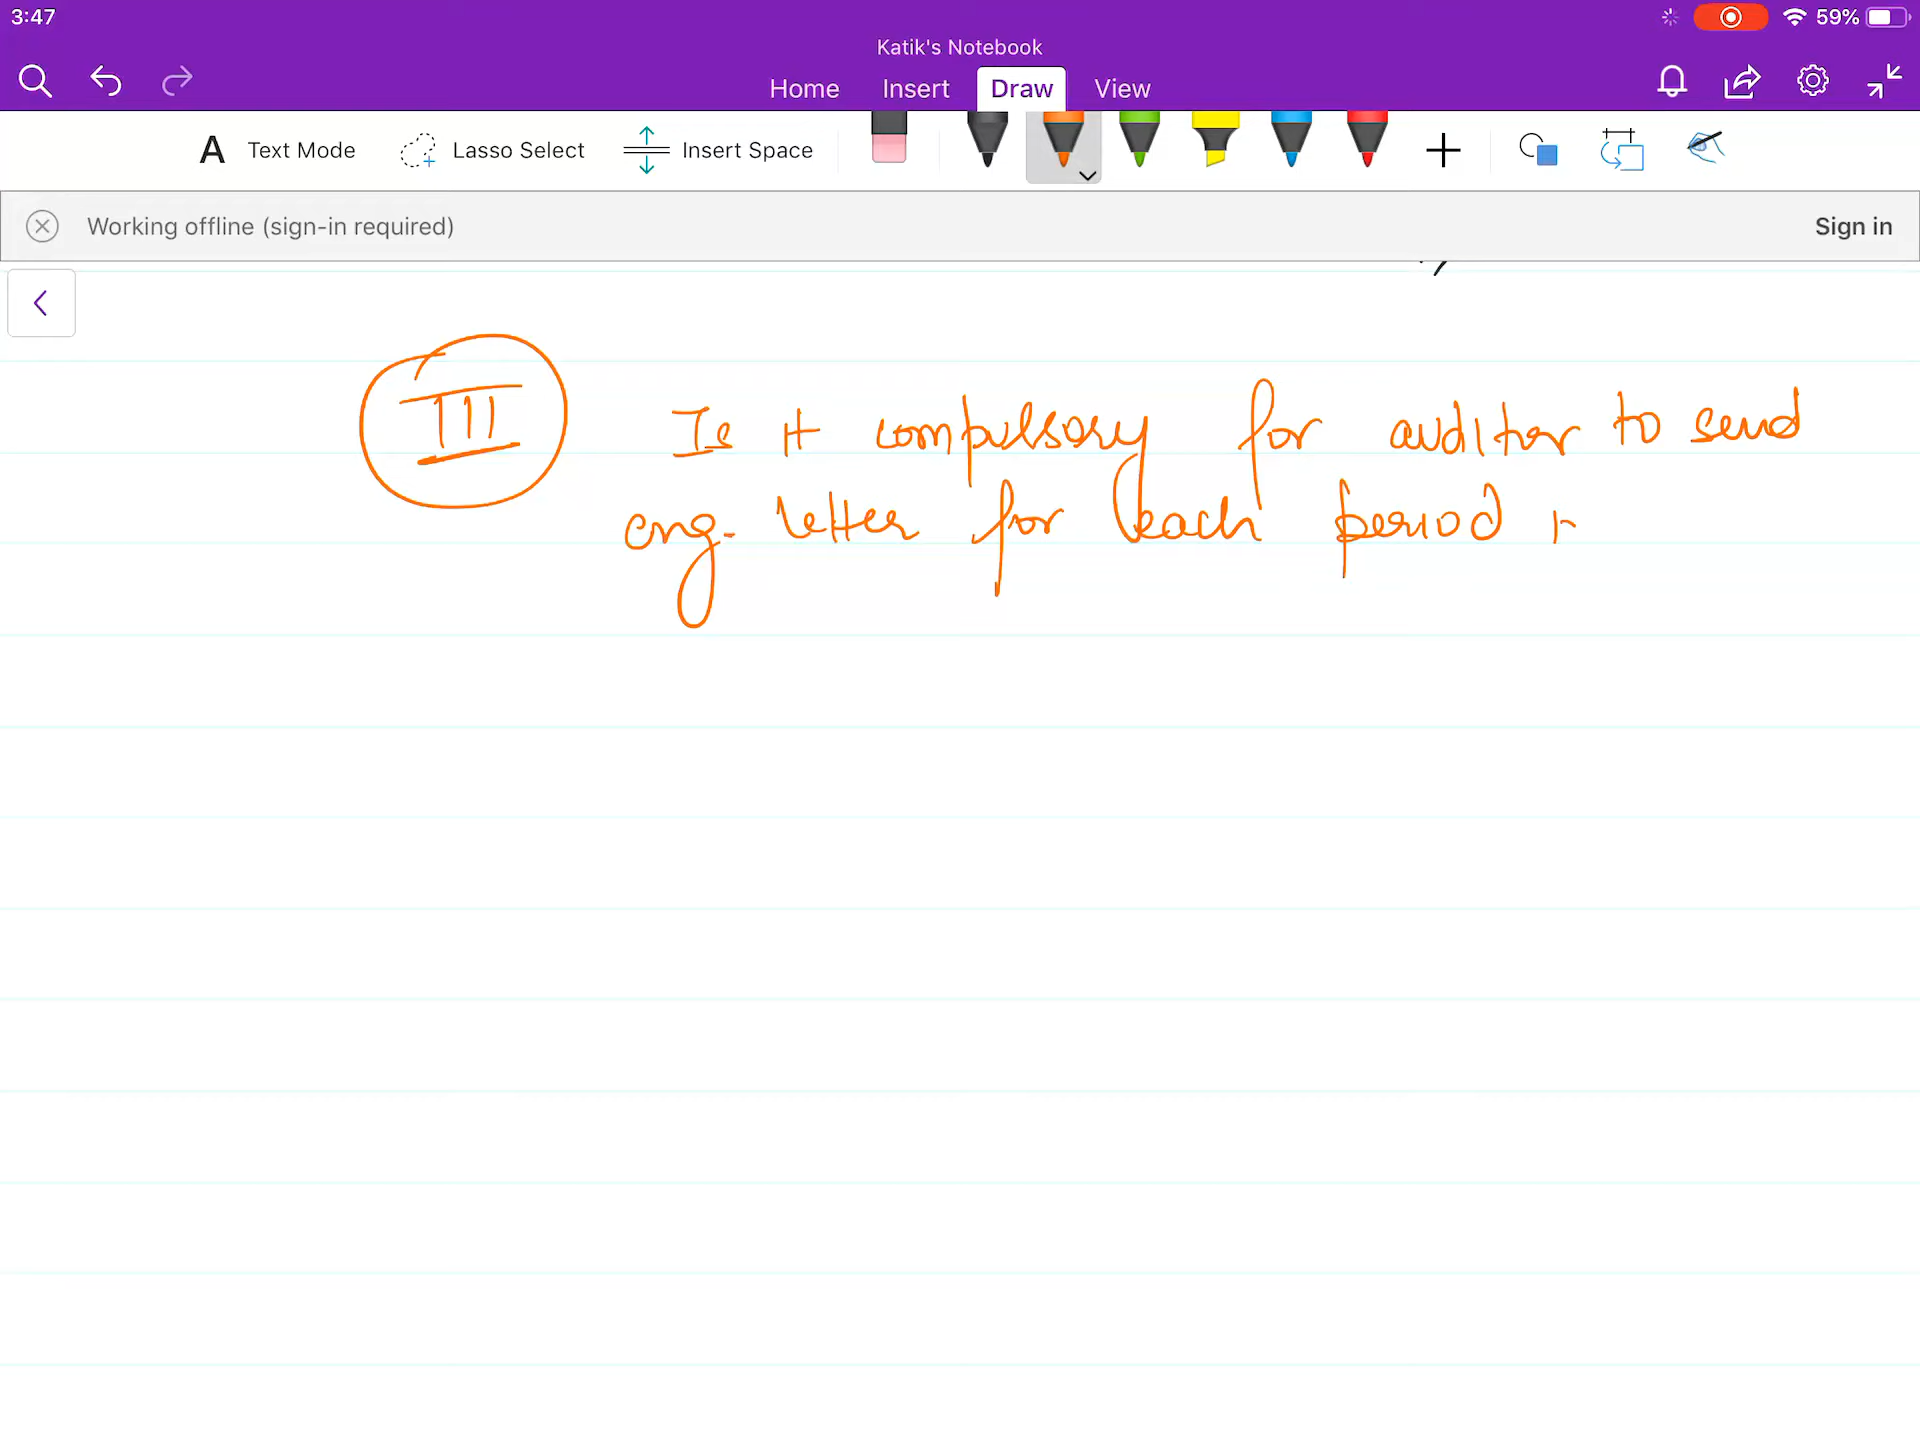 3:47
59%
Katik's Notebook
Home Insert Draw View
A Text Mode Lasso Select Insert Space
Working offline (sign-in required) Sign in
III Is it compulsory for auditor to send
eng. letter for each period